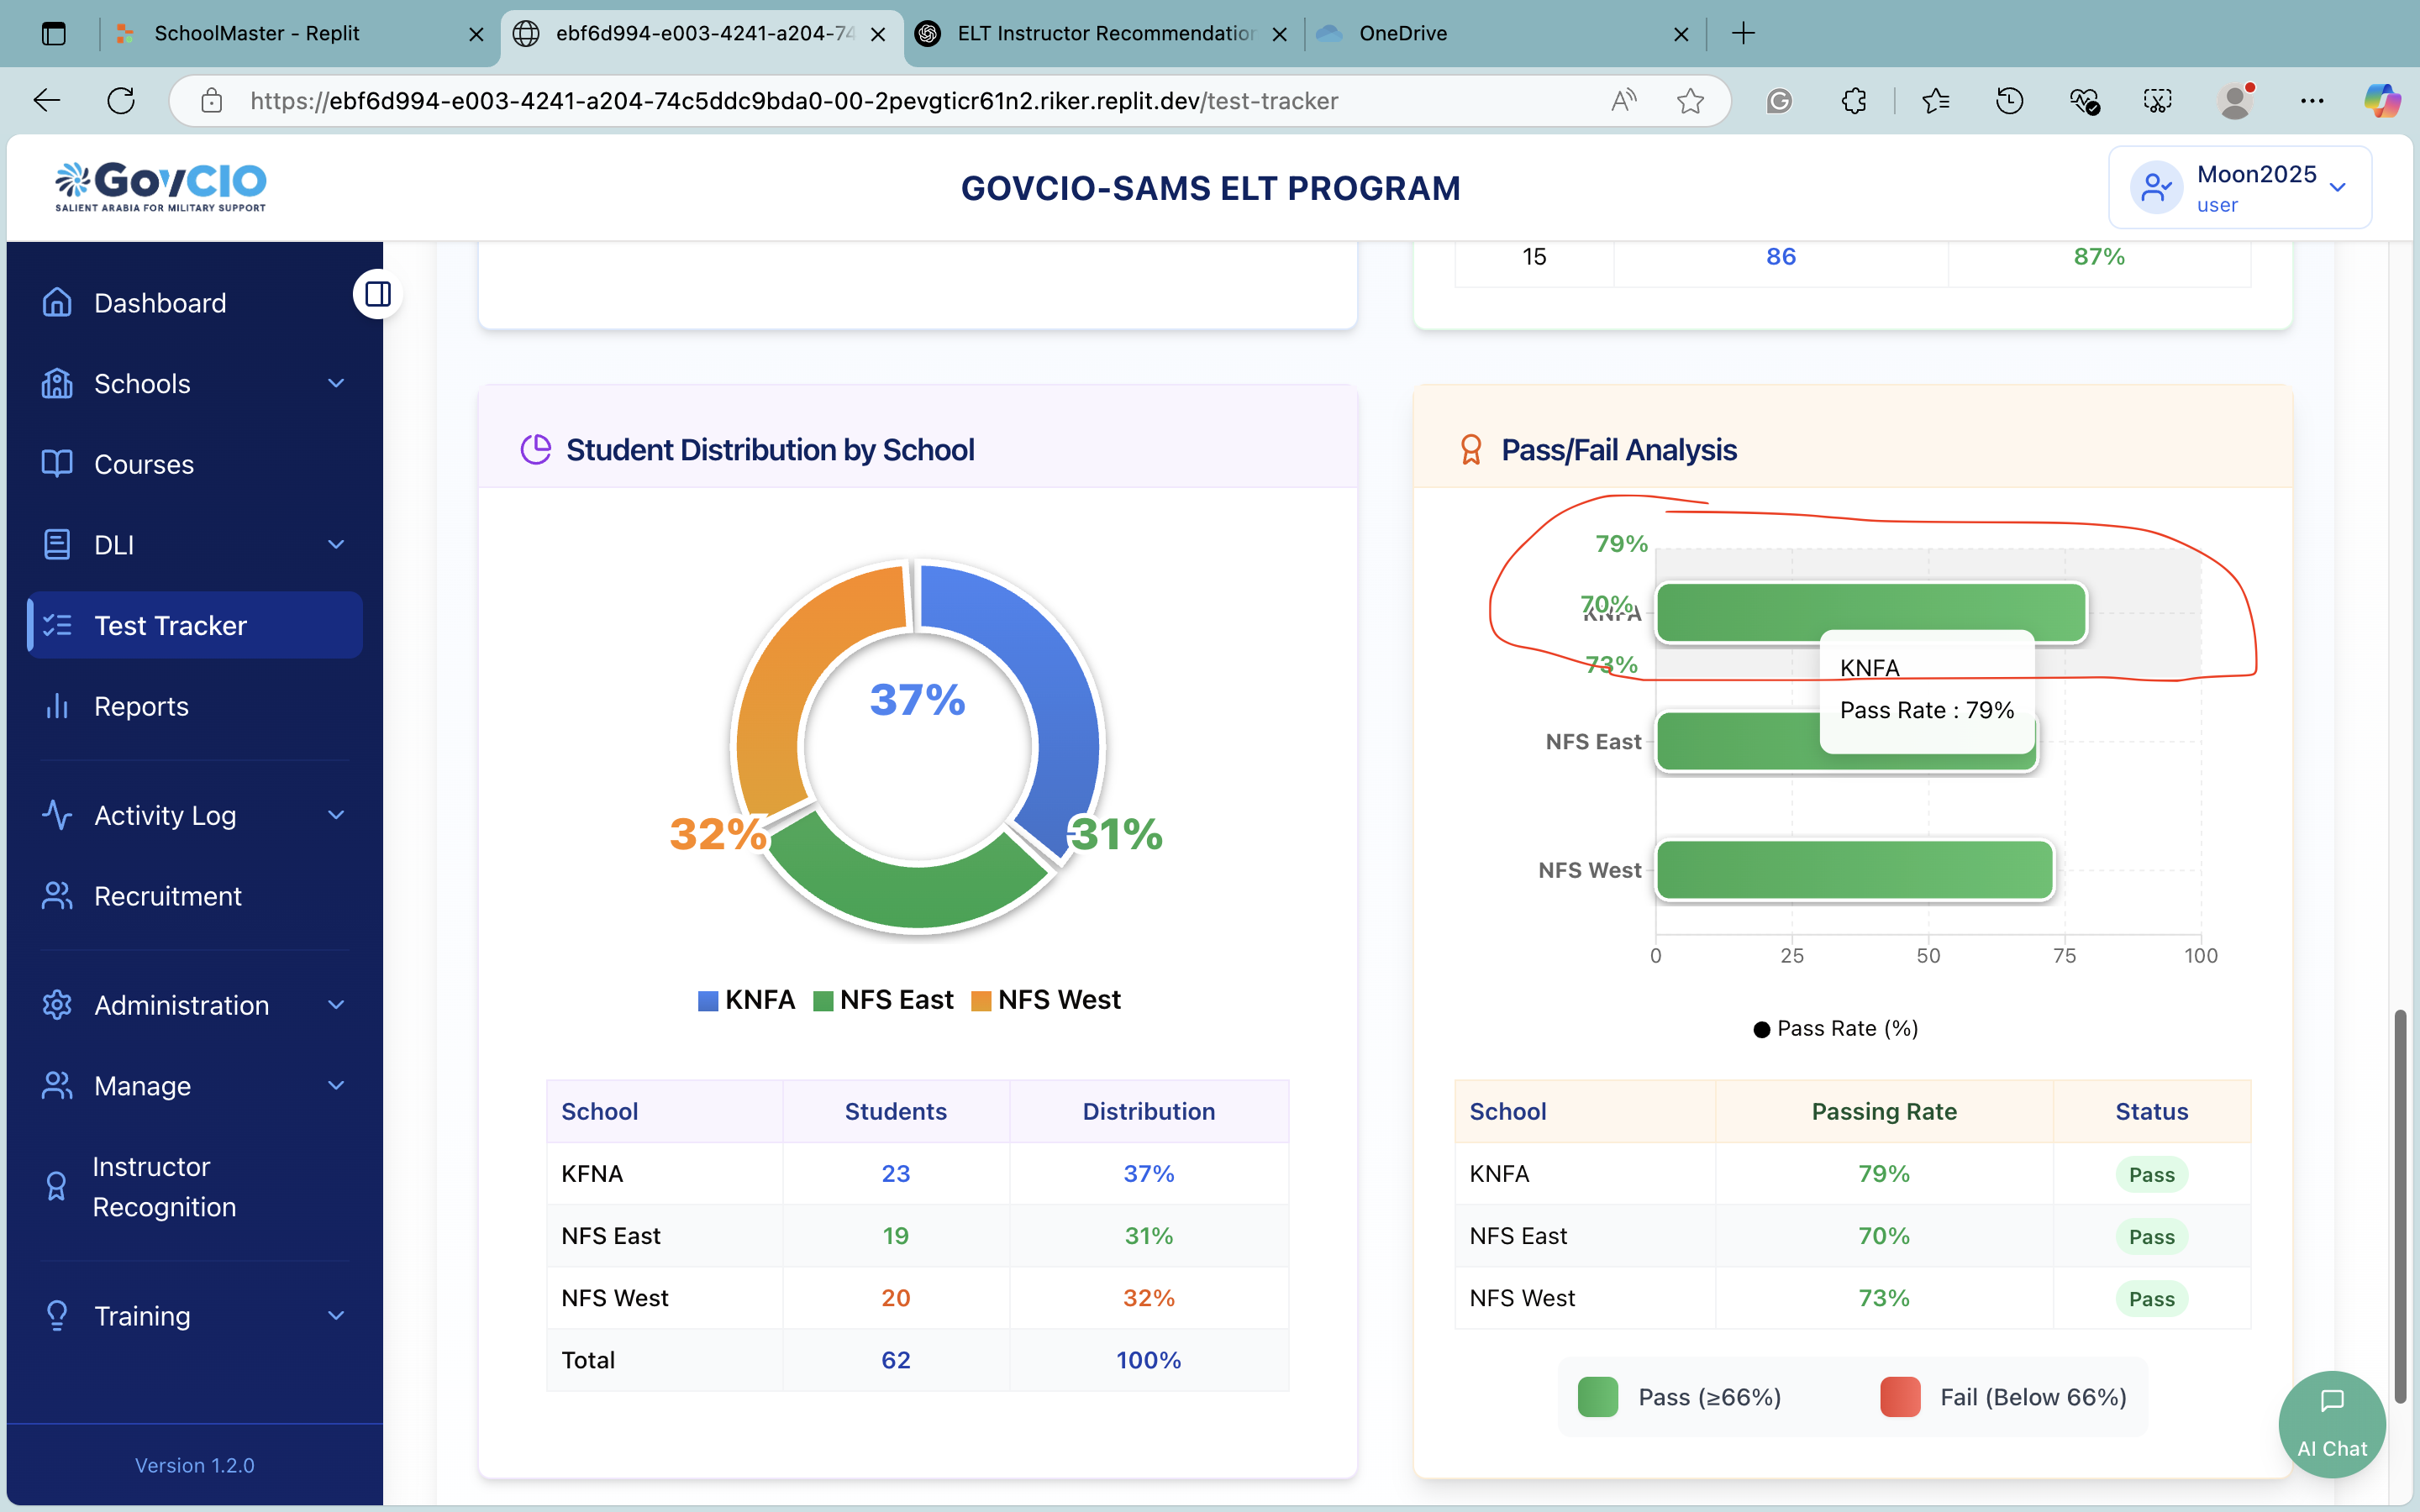 SchoolMaster - Replit
ebf6d994-e003-4241-a204-74
ELT Instructor Recommendation
OneDrive
https://ebf6d994-e003-4241-a204-74c5ddc9bda0-00-2pevgticr61n2.riker.replit.dev/test-tracker
GovCIO
SALIENT ARABIA FOR MILITARY SUPPORT
GOVCIO-SAMS ELT PROGRAM
Moon2025
user
Dashboard
Schools
Courses
DLI
Test Tracker
Reports
Activity Log
Recruitment
Administration
Manage
Instructor
Recognition
Training
Version 1.2.0
15 86 87%
Student Distribution by School
37%
32%
31%
KNFA NFS East NFS West
School Students Distribution
KFNA 23 37%
NFS East 19 31%
NFS West 20 32%
Total 62 100%
Pass/Fail Analysis
79%
70%
KNFA
73%
KNFA
Pass Rate : 79%
NFS East
NFS West
0 25 50 75 100
Pass Rate (%)
School Passing Rate Status
KNFA 79% Pass
NFS East 70% Pass
NFS West 73% Pass
Pass (≥66%) Fail (Below 66%)
AI Chat